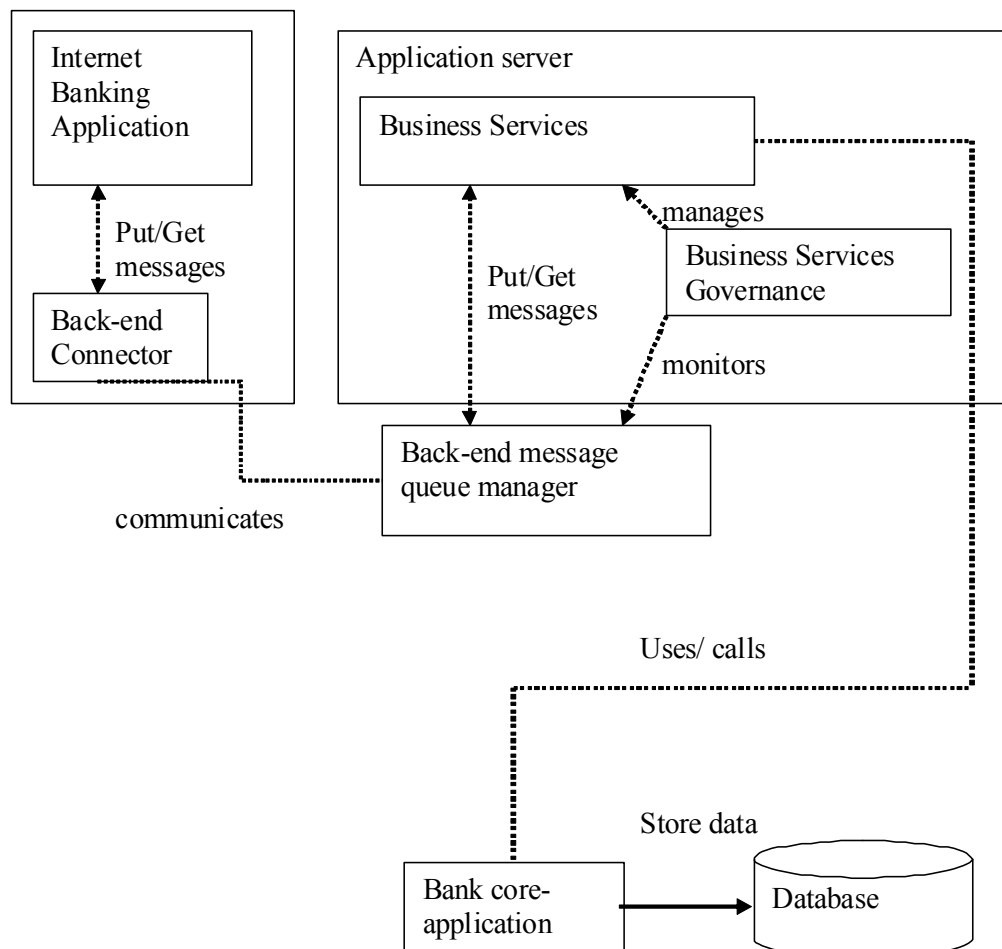 Internet
Banking
Application
Put/Get
messages
Back-end
Connector
Application server
Business Services
manages
Business Services
Governance
Put/Get
messages
monitors
Back-end message
queue manager
communicates
Uses/ calls
Store data
Bank core-
application
Database